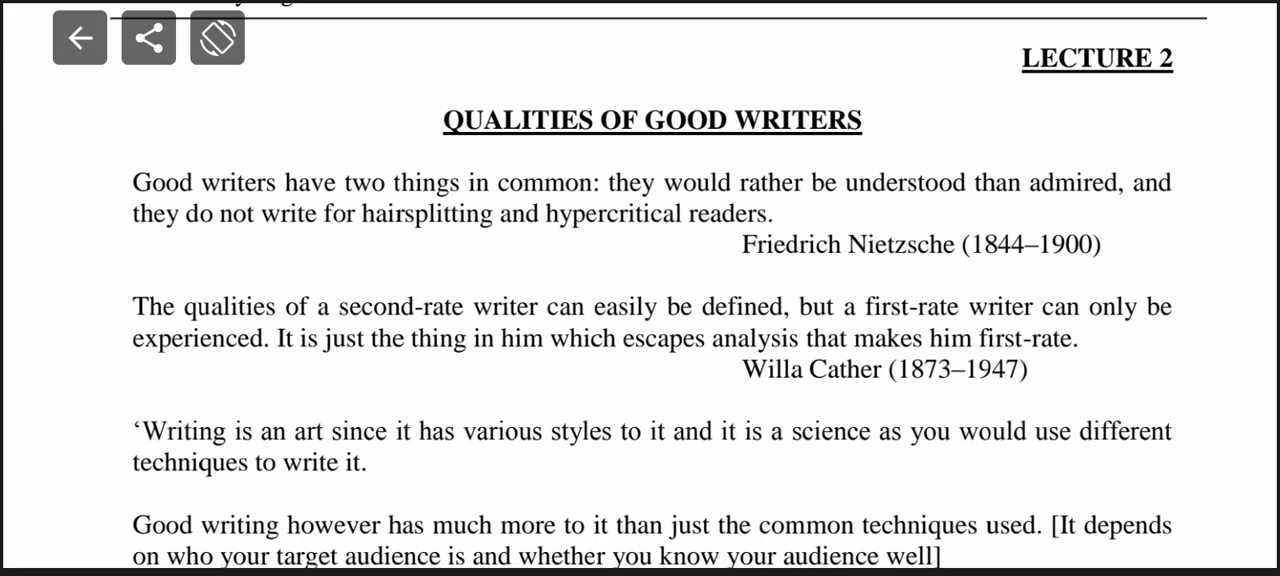 LECTURE 2
QUALITIES OF GOOD WRITERS
Good writers have two things in common: they would rather be understood than admired, and
they do not write for hairsplitting and hypercritical readers.
Friedrich Nietzsche (1844–1900)
The qualities of a second-rate writer can easily be defined, but a first-rate writer can only be
experienced. It is just the thing in him which escapes analysis that makes him first-rate.
Willa Cather (1873–1947)
‘Writing is an art since it has various styles to it and it is a science as you would use different
techniques to write it.
Good writing however has much more to it than just the common techniques used. [It depends
on who your target audience is and whether you know your audience well]